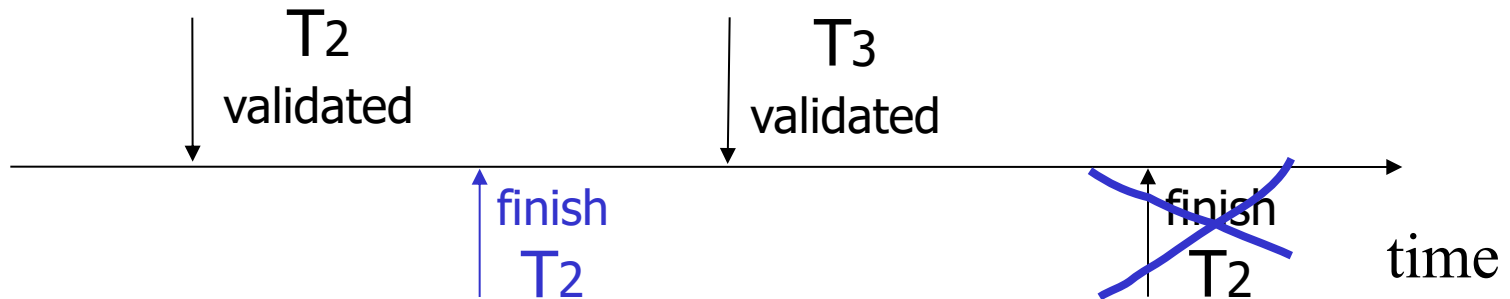 T2
validated
T3
validated
finish
T2
finish
T2
time